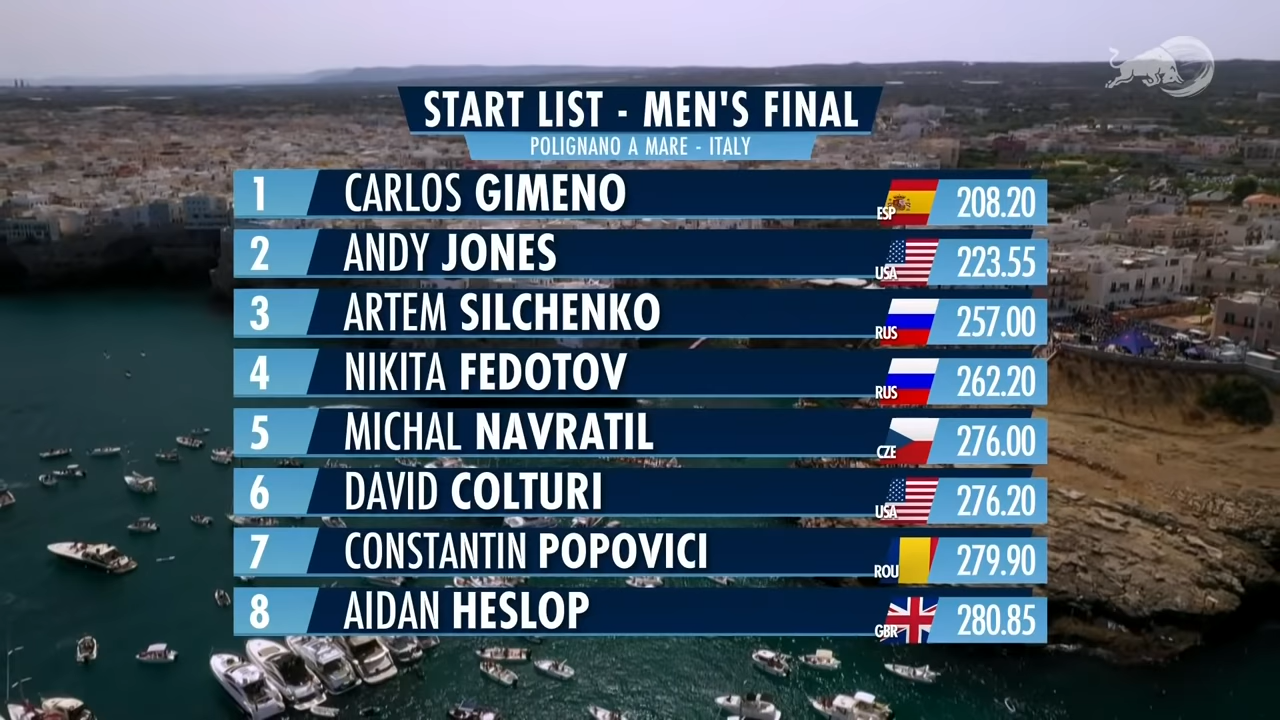 START LIST - MEN'S FINAL
POLIGNANO A MARE - ITALY
1 CARLOS GIMENO ESP 208.20
2 ANDY JONES USA 223.55
3 ARTEM SILCHENKO RUS 257.00
4 NIKITA FEDOTOV RUS 262.20
5 MICHAL NAVRATIL CZE 276.00
6 DAVID COLTURI USA 276.20
7 CONSTANTIN POPOVICI ROU 279.90
8 AIDAN HESLOP GBR 280.85